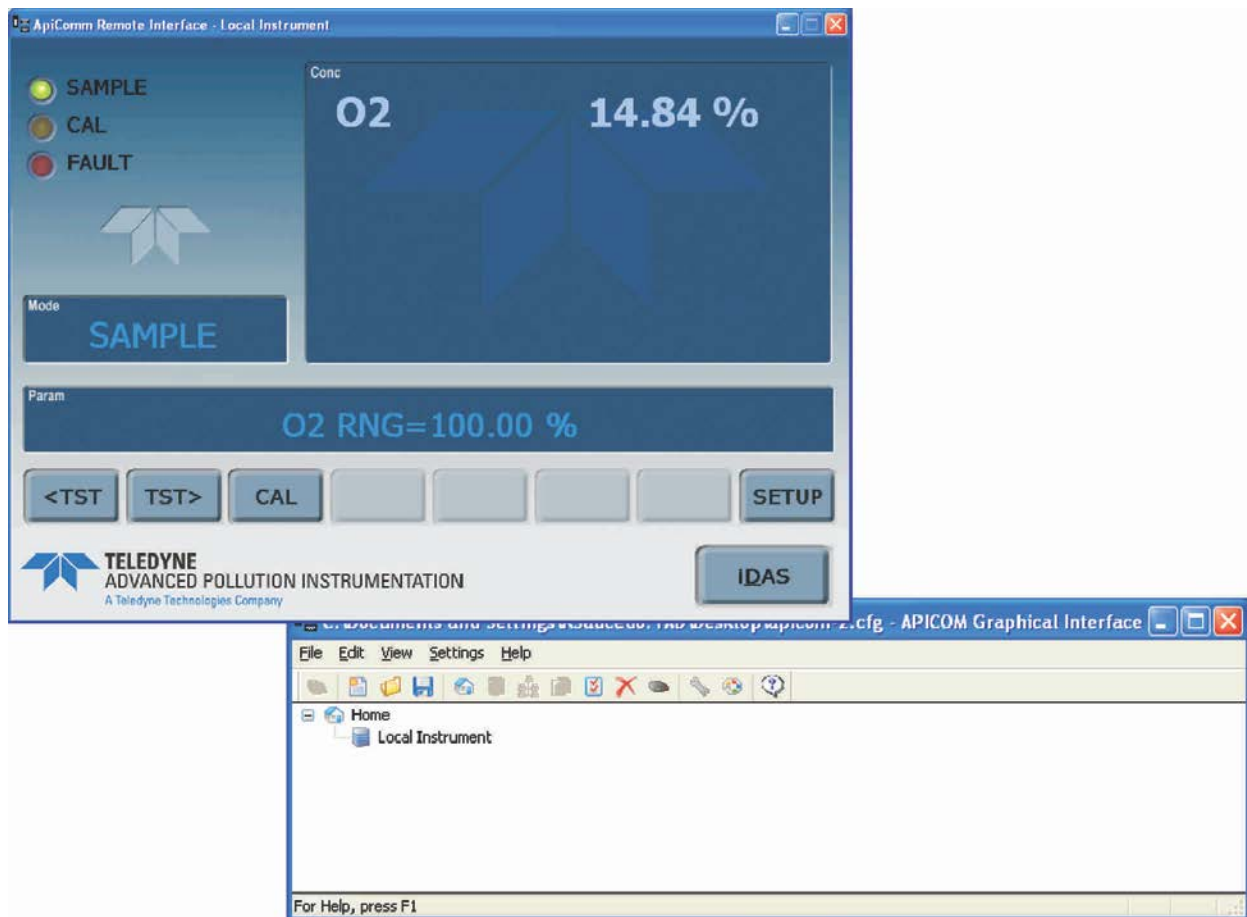 ApiComm Remote Interface - Local Instrument
SAMPLE
CAL
FAULT
Conc
O2 14.84 %
Mode
SAMPLE
Param
O2 RNG=100.00 %
<TST TST> CAL SETUP
TELEDYNE
ADVANCED POLLUTION INSTRUMENTATION
A Teledyne Technologies Company
iDAS
- APICOM Graphical Interface
File Edit View Settings Help
Home
Local Instrument
For Help, press F1